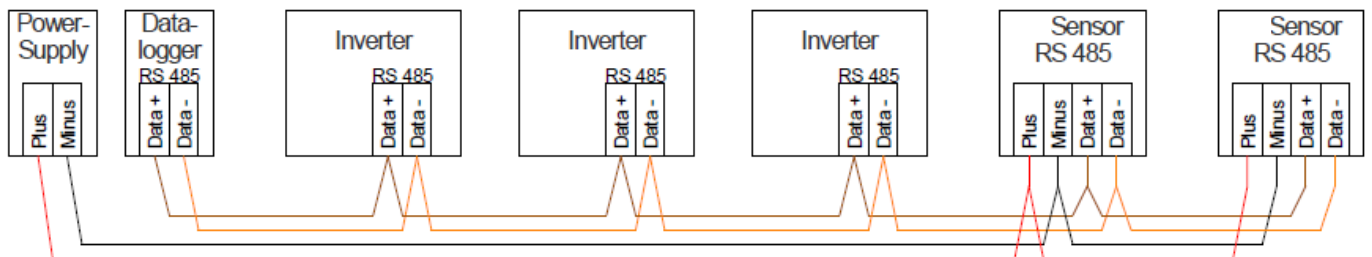 Power-
Supply
Plus
Minus
Data-
logger
RS 485
Data +
Data -
Inverter
RS 485
Data +
Data -
Inverter
RS 485
Data +
Data -
Inverter
RS 485
Data +
Data -
Sensor
RS 485
Plus
Minus
Data +
Data -
Sensor
RS 485
Plus
Minus
Data +
Data -